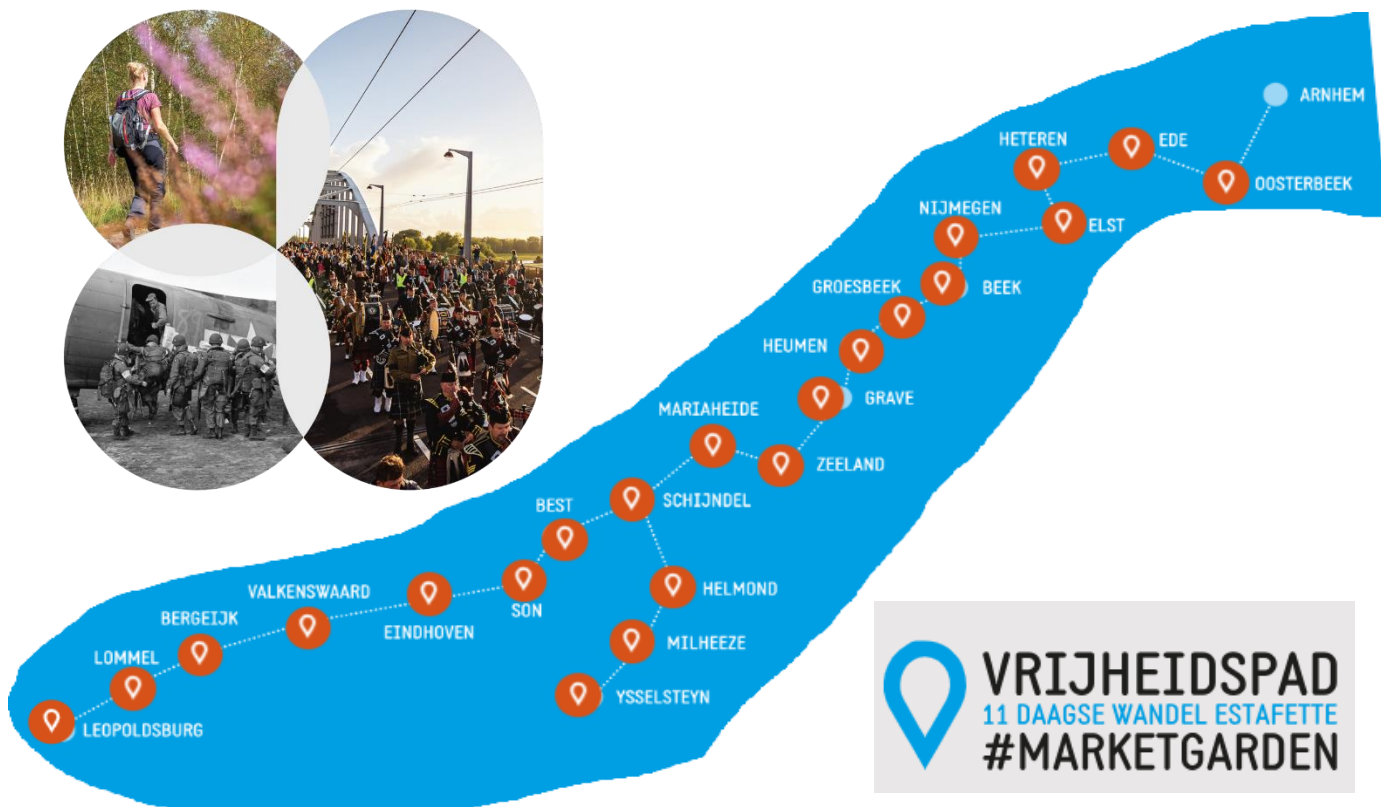 ARNHEM
EDE
HETEREN
OOSTERBEEK
NIJMEGEN
ELST
GROESBEEK
BEEK
HEUMEN
GRAVE
MARIAHEIDE
ZEELAND
SCHIJNDEL
BEST
HELMOND
VALKENSWAARD
SON
BERGEIJK
EINDHOVEN
MILHEEZE
LOMMEL
YSSELSTEYN
LEOPOLDSBURG
VRIJHEIDSPAD
11 DAAGSE WANDEL ESTAFETTE
#MARKETGARDEN